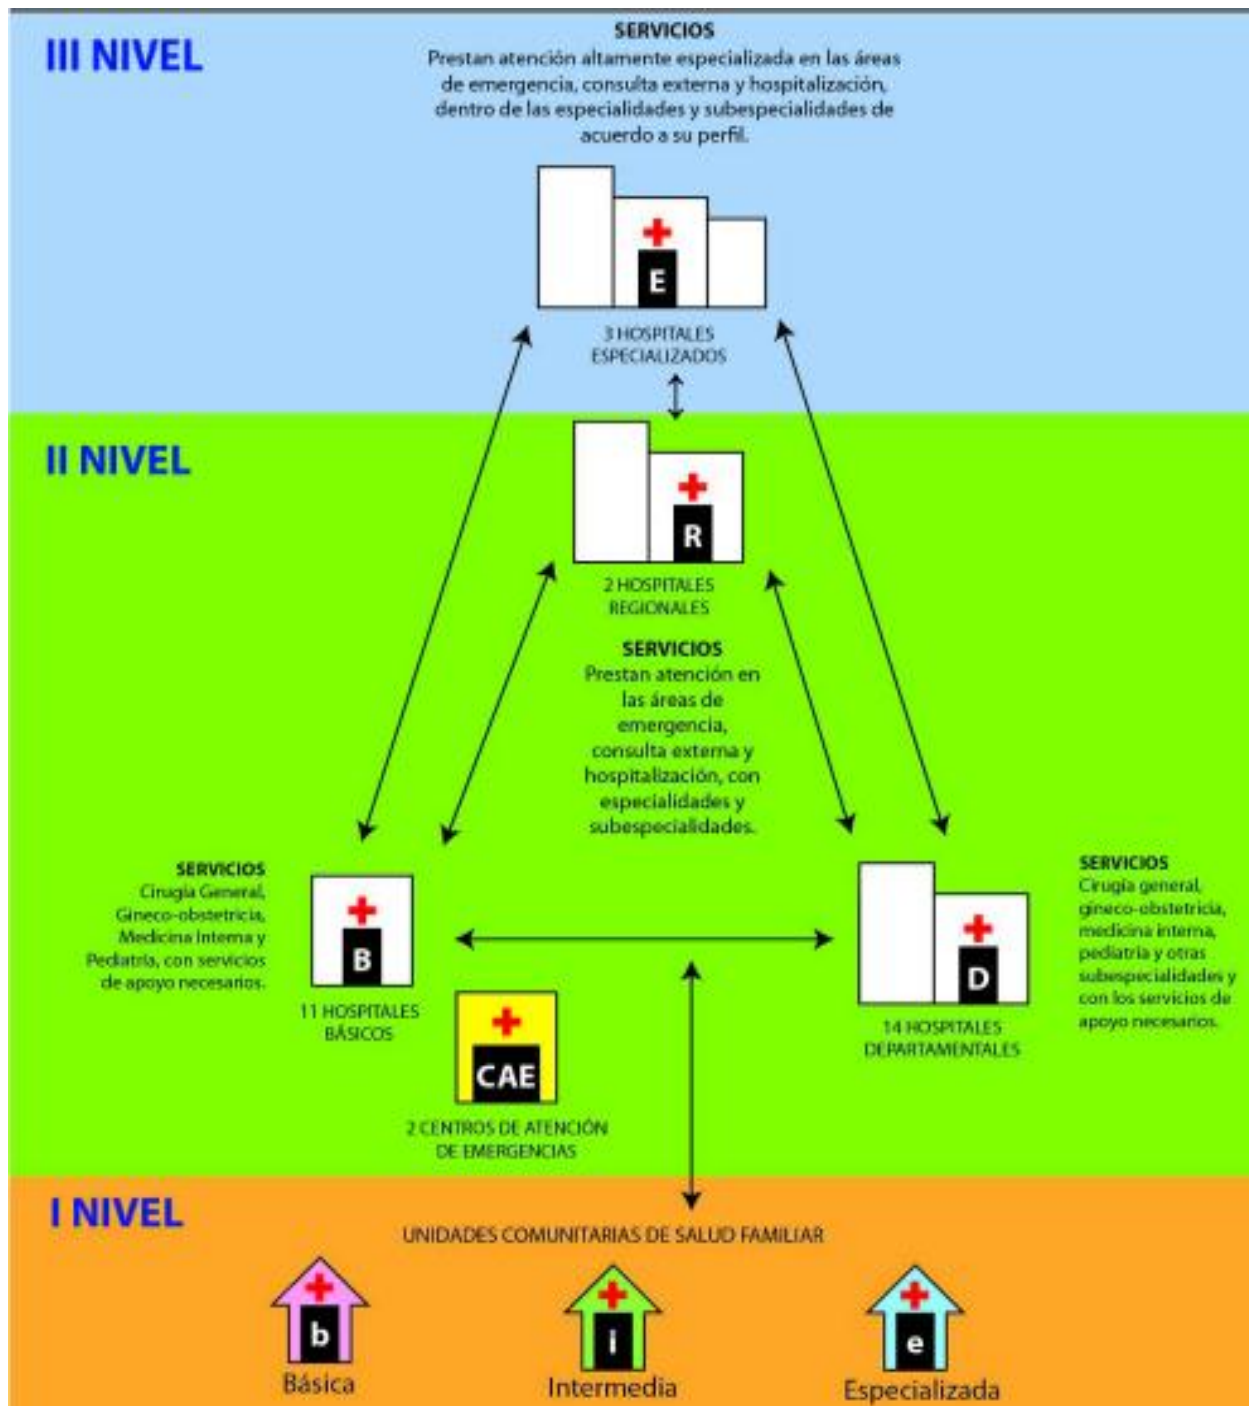 III NIVEL
SERVICIOS
Prestan atención altamente especializada en las áreas
de emergencia, consulta externa y hospitalización,
dentro de las especialidades y subespecialidades de
acuerdo a su perfil.
E
3 HOSPITALES
ESPECIALIZADOS
II NIVEL
R
2 HOSPITALES
REGIONALES
SERVICIOS
Prestan atención en
las áreas de
emergencia,
consulta externa y
hospitalización, con
especialidades y
subespecialidades.
SERVICIOS
Cirugía General,
Gineco-obstetricia,
Medicina Interna y
Pediatría, con servicios
de apoyo necesarios.
B
11 HOSPITALES
BÁSICOS
CAE
2 CENTROS DE ATENCIÓN
DE EMERGENCIAS
D
14 HOSPITALES
DEPARTAMENTALES
SERVICIOS
Cirugía general,
gineco-obstetricia,
medicina interna,
pediatría y otras
subespecialidades y
con los servicios de
apoyo necesarios.
I NIVEL
UNIDADES COMUNITARIAS DE SALUD FAMILIAR
b
Básica
i
Intermedia
e
Especializada